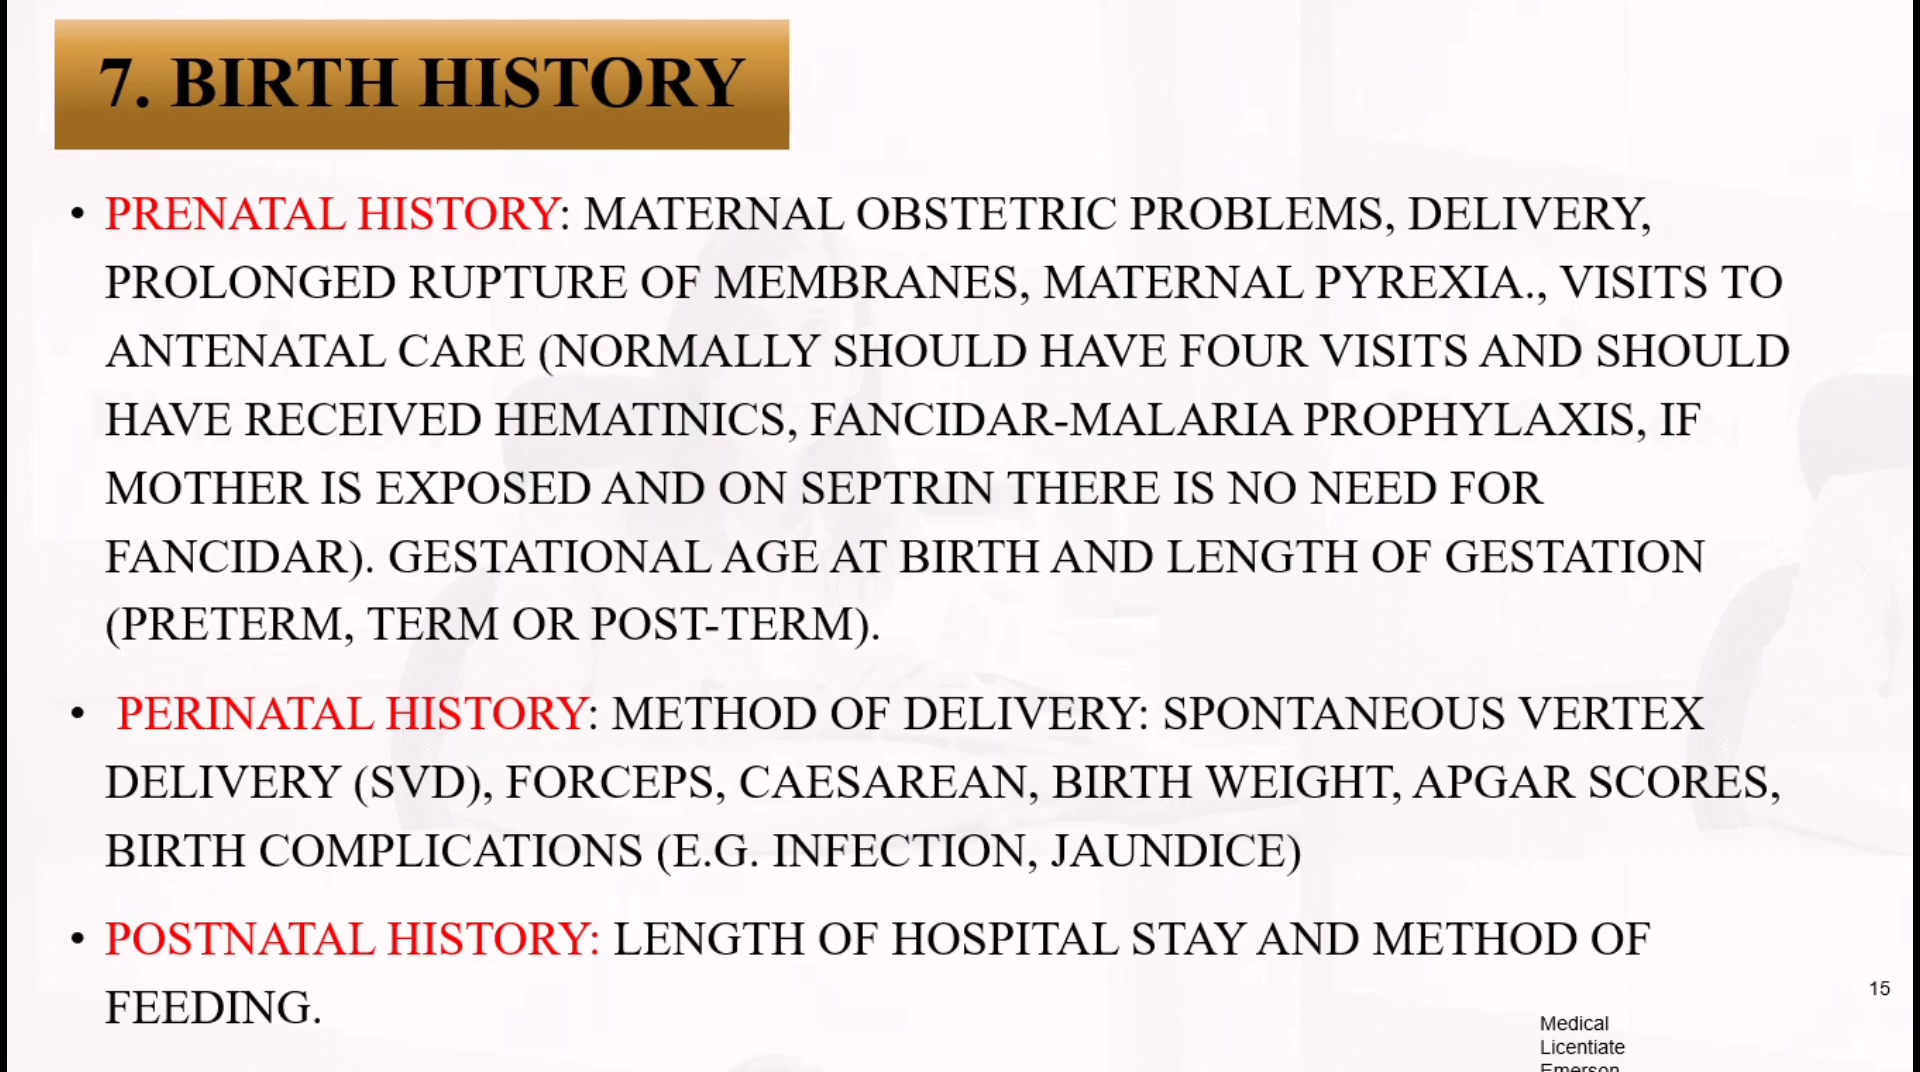 7. BIRTH HISTORY
• PRENATAL HISTORY: MATERNAL OBSTETRIC PROBLEMS, DELIVERY,
PROLONGED RUPTURE OF MEMBRANES, MATERNAL PYREXIA., VISITS TO
ANTENATAL CARE (NORMALLY SHOULD HAVE FOUR VISITS AND SHOULD
HAVE RECEIVED HEMATINICS, FANCIDAR-MALARIA PROPHYLAXIS, IF
MOTHER IS EXPOSED AND ON SEPTRIN THERE IS NO NEED FOR
FANCIDAR). GESTATIONAL AGE AT BIRTH AND LENGTH OF GESTATION
(PRETERM, TERM OR POST-TERM).
• PERINATAL HISTORY: METHOD OF DELIVERY: SPONTANEOUS VERTEX
DELIVERY (SVD), FORCEPS, CAESAREAN, BIRTH WEIGHT, APGAR SCORES,
BIRTH COMPLICATIONS (E.G. INFECTION, JAUNDICE)
• POSTNATAL HISTORY: LENGTH OF HOSPITAL STAY AND METHOD OF
FEEDING.
15
Medical
Licentiate
Emerson